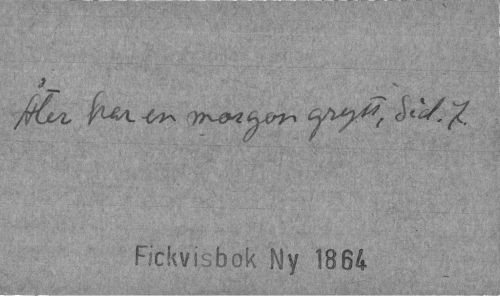 Åter har en morgon grytt, Sid. 7.
Fickvisbok Ny 1864